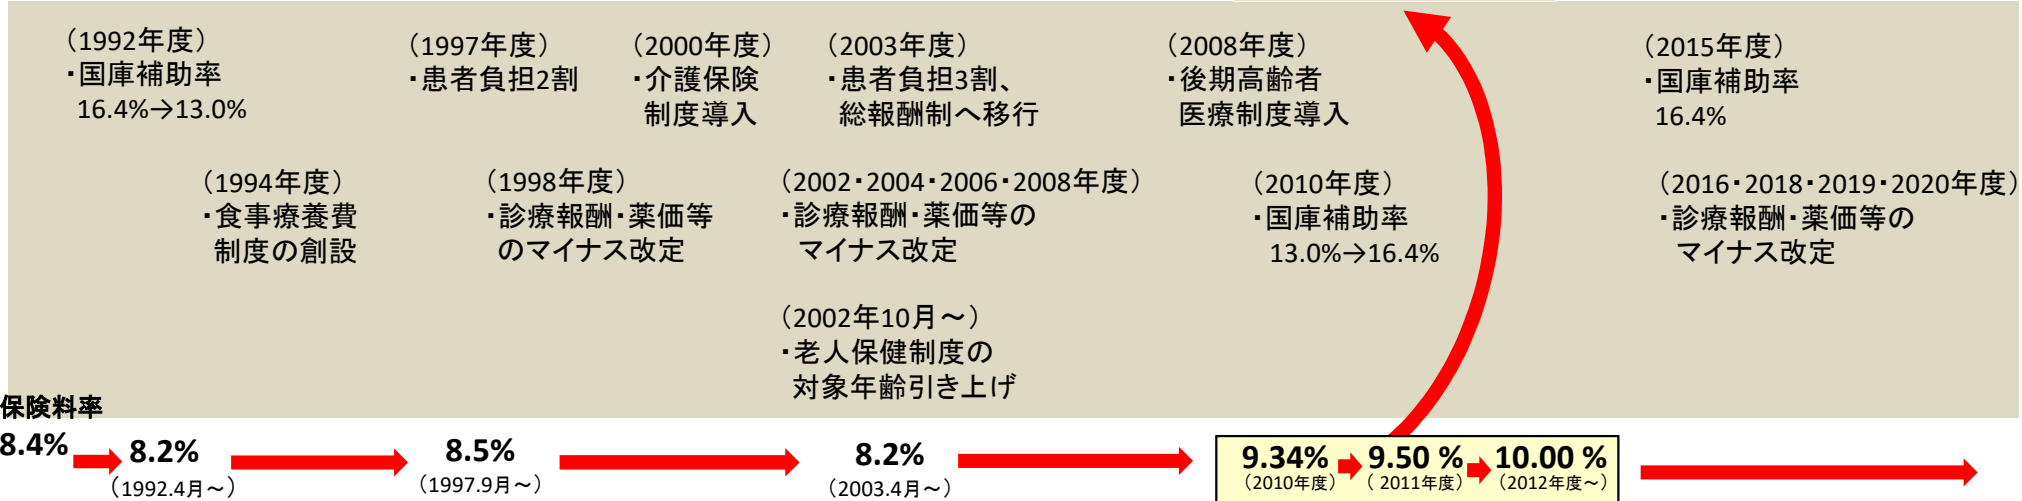 （1992年度）
・国庫補助率
16.4%→13.0%
（1997年度）
・患者負担2割
（2000年度）
・介護保険
制度導入
（2003年度）
・患者負担3割、
総報酬制へ移行
（2008年度）
・後期高齢者
医療制度導入
（2015年度）
・国庫補助率
16.4%
（1994年度）
・食事療養費
制度の創設
（1998年度）
・診療報酬・薬価等
のマイナス改定
（2002・2004・2006・2008年度）
・診療報酬・薬価等の
マイナス改定
（2010年度）
・国庫補助率
13.0%→16.4%
（2016・2018・2019・2020年度）
・診療報酬・薬価等の
マイナス改定
（2002年10月～）
・老人保健制度の
対象年齢引き上げ
保険料率
8.4%
8.2%
（1992.4月～）
8.5%
（1997.9月～）
8.2%
（2003.4月～）
9.34%
（2010年度）
9.50 %
（2011年度）
10.00 %
（2012年度～）